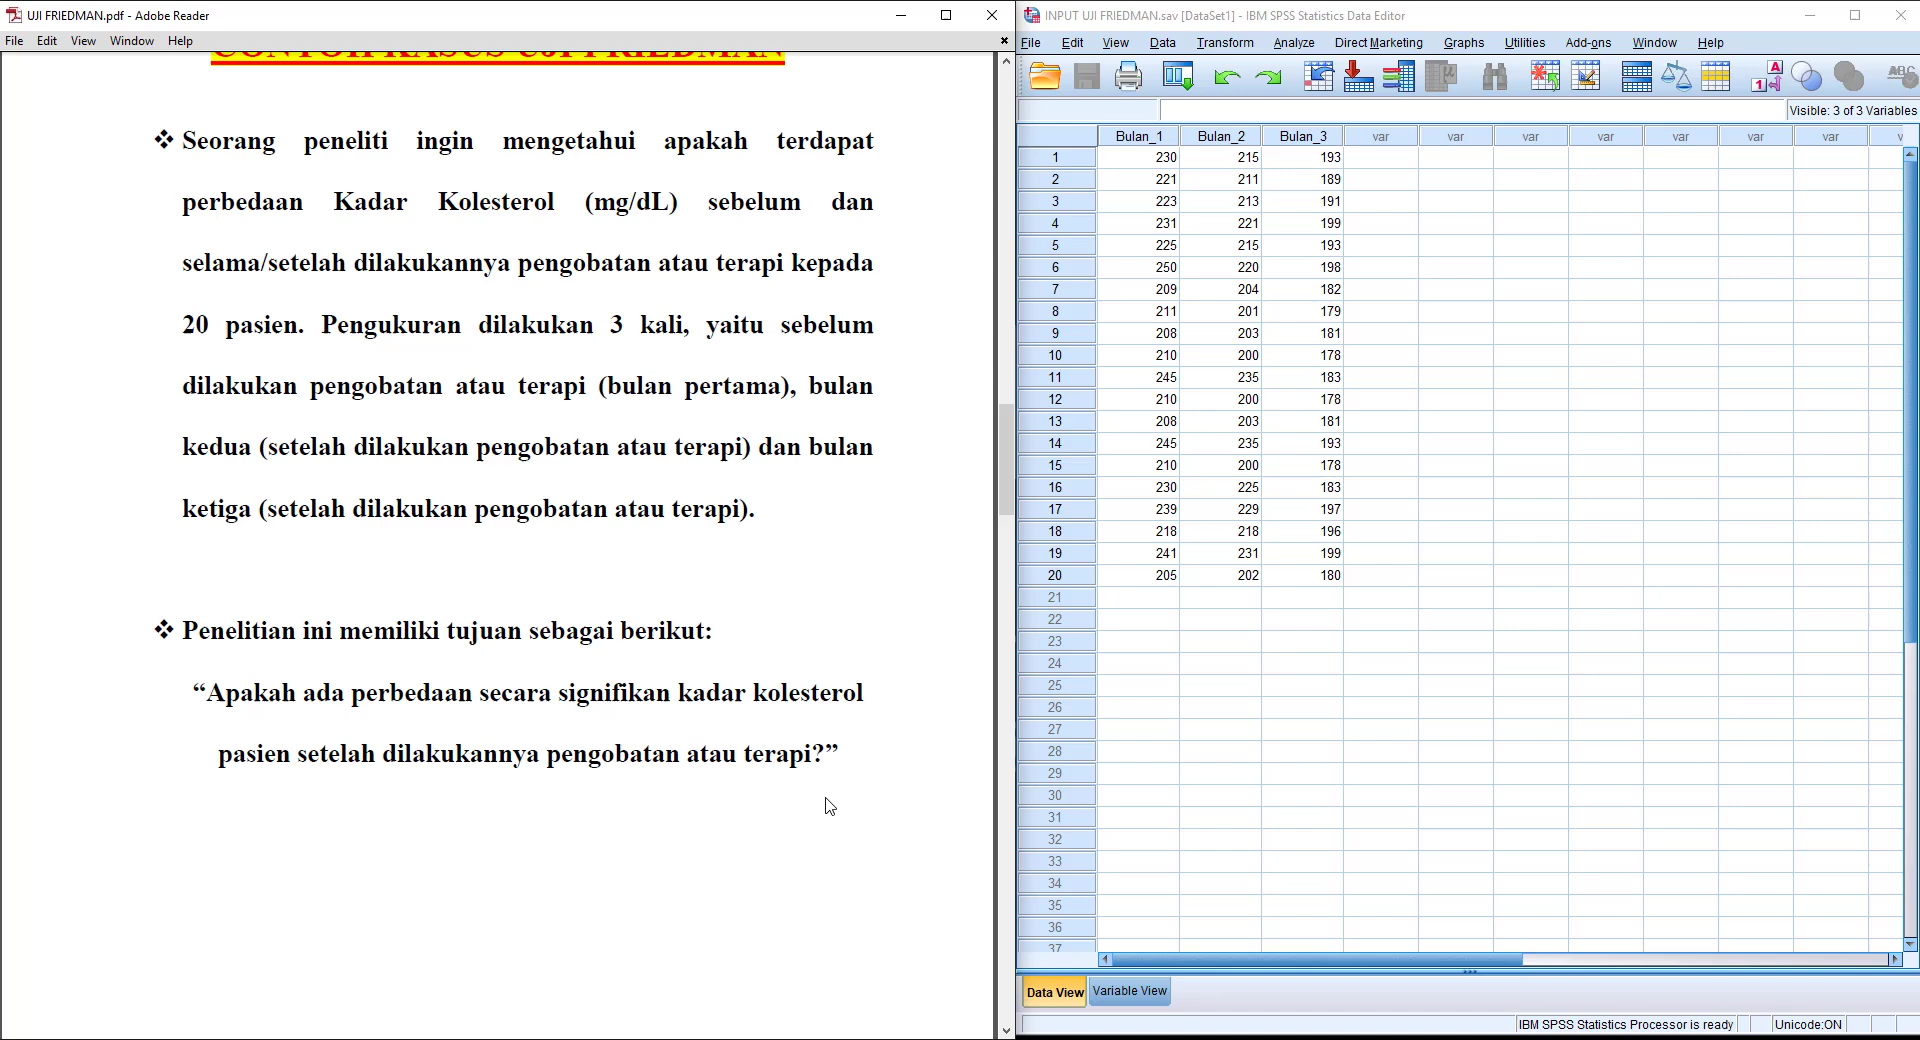 UJI FRIEDMAN.pdf - Adobe Reader
File Edit View Window Help
CONTOH KASUS UJI FRIEDMAN
❖ Seorang peneliti ingin mengetahui apakah terdapat
perbedaan Kadar Kolesterol (mg/dL) sebelum dan
selama/setelah dilakukannya pengobatan atau terapi kepada
20 pasien. Pengukuran dilakukan 3 kali, yaitu sebelum
dilakukan pengobatan atau terapi (bulan pertama), bulan
kedua (setelah dilakukan pengobatan atau terapi) dan bulan
ketiga (setelah dilakukan pengobatan atau terapi).
❖ Penelitian ini memiliki tujuan sebagai berikut:
“Apakah ada perbedaan secara signifikan kadar kolesterol
pasien setelah dilakukannya pengobatan atau terapi?”
INPUT UJI FRIEDMAN.sav [DataSet1] - IBM SPSS Statistics Data Editor
File Edit View Data Transform Analyze Direct Marketing Graphs Utilities Add-ons Window Help
Visible: 3 of 3 Variables
Bulan_1 Bulan_2 Bulan_3 var var var var var var var v
1 230 215 193
2 221 211 189
3 223 213 191
4 231 221 199
5 225 215 193
6 250 220 198
7 209 204 182
8 211 201 179
9 208 203 181
10 210 200 178
11 245 235 183
12 210 200 178
13 208 203 181
14 245 235 193
15 210 200 178
16 230 225 183
17 239 229 197
18 218 218 196
19 241 231 199
20 205 202 180
21
22
23
24
25
26
27
28
29
30
31
32
33
34
35
36
37
Data View Variable View
IBM SPSS Statistics Processor is ready Unicode:ON